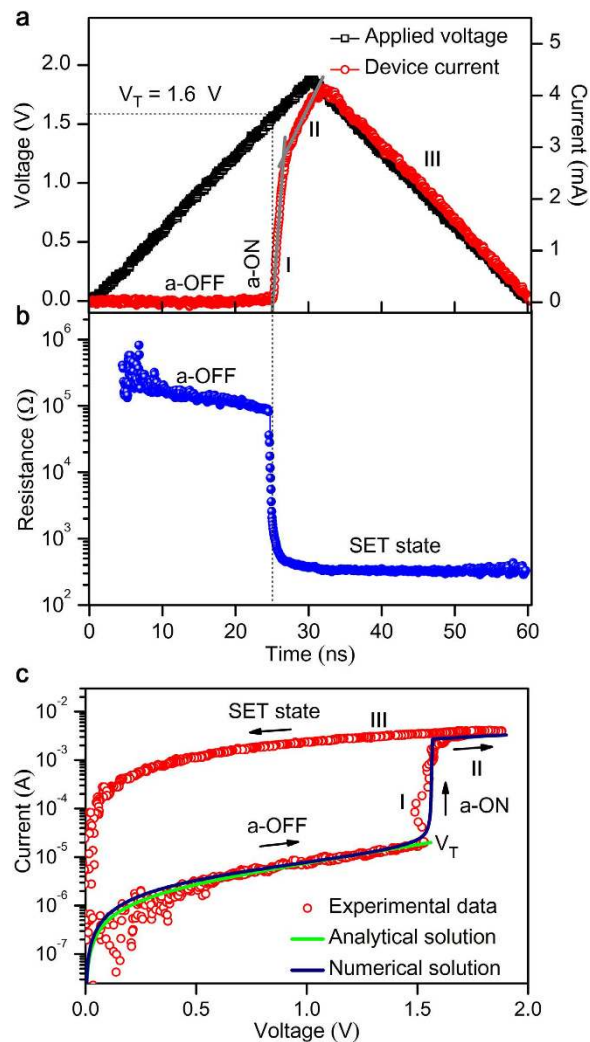 a
Applied voltage
Device current
V_T = 1.6 V
Voltage (V)
2.0
1.5
1.0
0.5
0.0
Current (mA)
5
4
3
2
1
0
a-OFF
a-ON
I
II
III
b
Resistance (Ω)
10^6
10^5
10^4
10^3
10^2
a-OFF
SET state
0 10 20 30 40 50 60
Time (ns)
c
Current (A)
10^-2
10^-3
10^-4
10^-5
10^-6
10^-7
SET state
III
II
I
a-ON
a-OFF
V_T
Experimental data
Analytical solution
Numerical solution
0.0 0.5 1.0 1.5 2.0
Voltage (V)